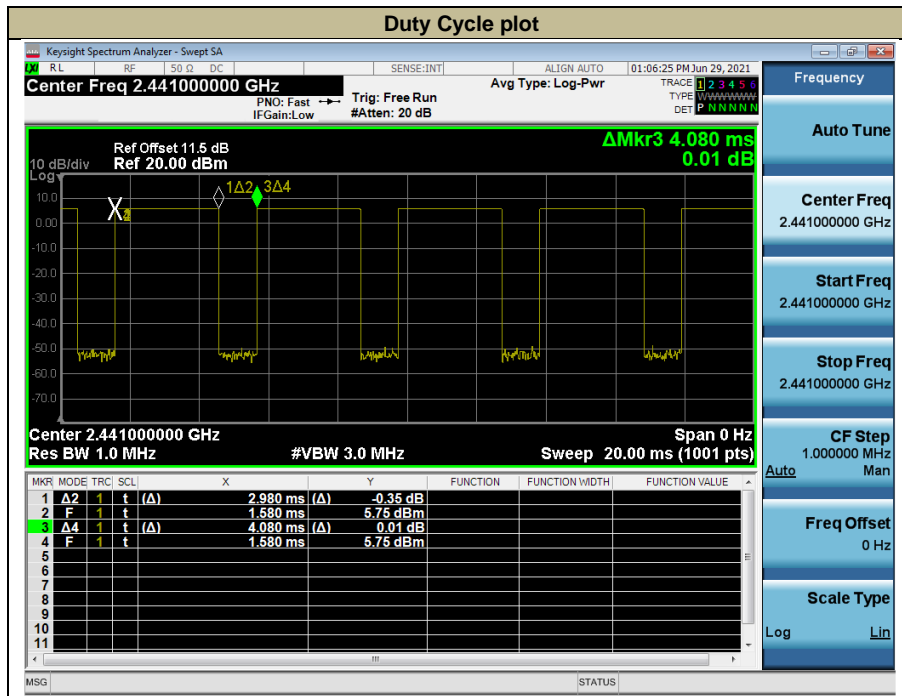 Duty Cycle plot
Keysight Spectrum Analyzer - Swept SA
LXI RL RF 50 Ω DC SENSE:INT ALIGN AUTO 01:06:25 PM Jun 29, 2021
Center Freq 2.441000000 GHz
PNO: Fast
IFGain:Low
Trig: Free Run
#Atten: 20 dB
Avg Type: Log-Pwr
TRACE 1 2 3 4 5 6
TYPE WWWWWW
DET P N N N N N
Ref Offset 11.5 dB
10 dB/div Ref 20.00 dBm
Log
ΔMkr3 4.080 ms
0.01 dB
10.0
0.00
-10.0
-20.0
-30.0
-40.0
-50.0
-60.0
-70.0
X
1Δ2 3Δ4
Center 2.441000000 GHz Span 0 Hz
Res BW 1.0 MHz #VBW 3.0 MHz Sweep 20.00 ms (1001 pts)
MKR MODE TRC SCL X Y FUNCTION FUNCTION WIDTH FUNCTION VALUE
1 Δ2 1 t (Δ) 2.980 ms (Δ) -0.35 dB
2 F 1 t 1.580 ms 5.75 dBm
3 Δ4 1 t (Δ) 4.080 ms (Δ) 0.01 dB
4 F 1 t 1.580 ms 5.75 dBm
5
6
7
8
9
10
11
MSG STATUS
Frequency
Auto Tune
Center Freq
2.441000000 GHz
Start Freq
2.441000000 GHz
Stop Freq
2.441000000 GHz
CF Step
1.000000 MHz
Auto Man
Freq Offset
0 Hz
Scale Type
Log Lin